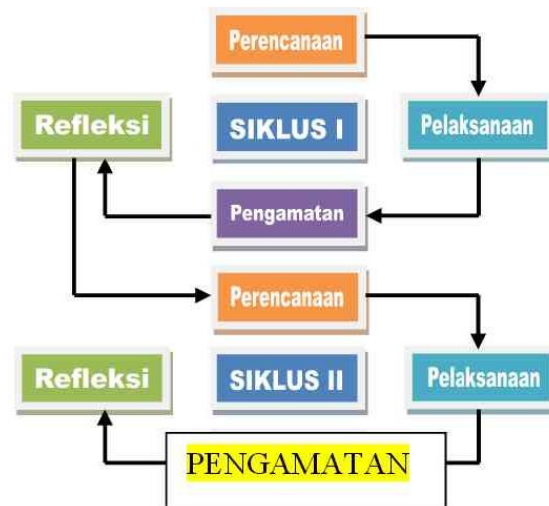 Perencanaan
Refleksi
SIKLUS I
Pelaksanaan
Pengamatan
Perencanaan
Refleksi
SIKLUS II
Pelaksanaan
PENGAMATAN